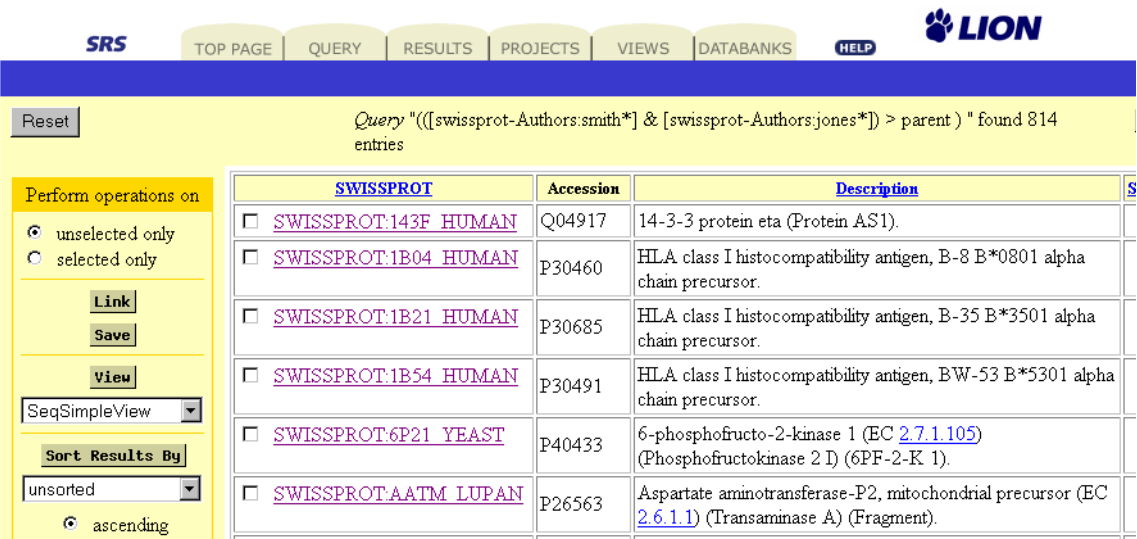 SRS TOP PAGE QUERY RESULTS PROJECTS VIEWS DATABANKS HELP LION
Reset
Query "(([swissprot-Authors:smith*] & [swissprot-Authors:jones*]) > parent ) " found 814
entries
Perform operations on
unselected only
selected only
Link
Save
View
SeqSimpleView
Sort Results By
unsorted
ascending
SWISSPROT Accession Description S
SWISSPROT:143F_HUMAN Q04917 14-3-3 protein eta (Protein AS1).
SWISSPROT:1B04_HUMAN P30460 HLA class I histocompatibility antigen, B-8 B*0801 alpha
chain precursor.
SWISSPROT:1B21_HUMAN P30685 HLA class I histocompatibility antigen, B-35 B*3501 alpha
chain precursor.
SWISSPROT:1B54_HUMAN P30491 HLA class I histocompatibility antigen, BW-53 B*5301 alpha
chain precursor.
SWISSPROT:6P21_YEAST P40433 6-phosphofructo-2-kinase 1 (EC 2.7.1.105)
(Phosphofructokinase 2 I) (6PF-2-K 1).
SWISSPROT:AATM_LUPAN P26563 Aspartate aminotransferase-P2, mitochondrial precursor (EC
2.6.1.1) (Transaminase A) (Fragment).